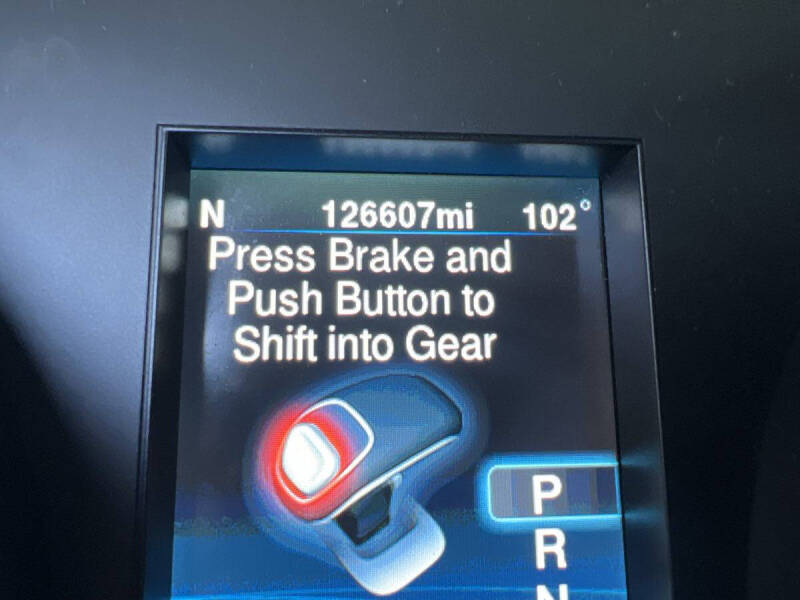 N 126607mi 102°
Press Brake and
Push Button to
Shift into Gear
P
R
N